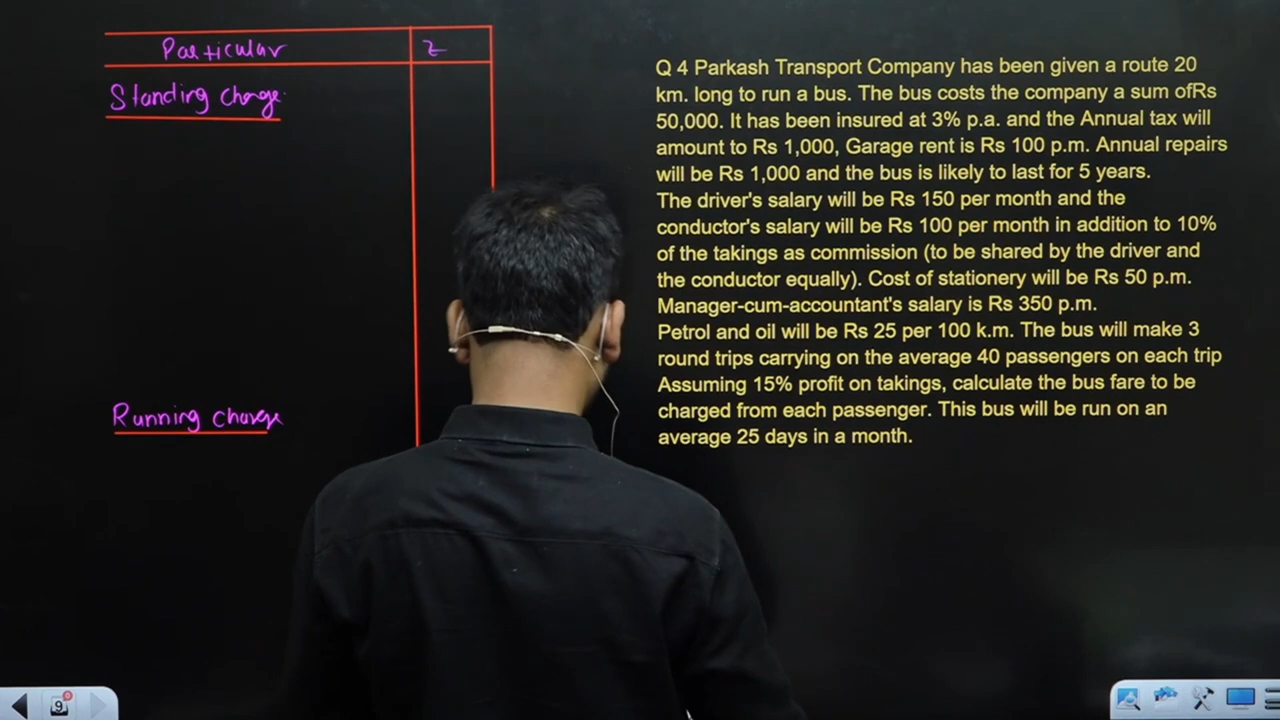 Particular
Standing charge
Running charge
Q 4 Parkash Transport Company has been given a route 20
km. long to run a bus. The bus costs the company a sum ofRs
50,000. It has been insured at 3% p.a. and the Annual tax will
amount to Rs 1,000, Garage rent is Rs 100 p.m. Annual repairs
will be Rs 1,000 and the bus is likely to last for 5 years.
The driver's salary will be Rs 150 per month and the
conductor's salary will be Rs 100 per month in addition to 10%
of the takings as commission (to be shared by the driver and
the conductor equally). Cost of stationery will be Rs 50 p.m.
Manager-cum-accountant's salary is Rs 350 p.m.
Petrol and oil will be Rs 25 per 100 k.m. The bus will make 3
round trips carrying on the average 40 passengers on each trip
Assuming 15% profit on takings, calculate the bus fare to be
charged from each passenger. This bus will be run on an
average 25 days in a month.
9